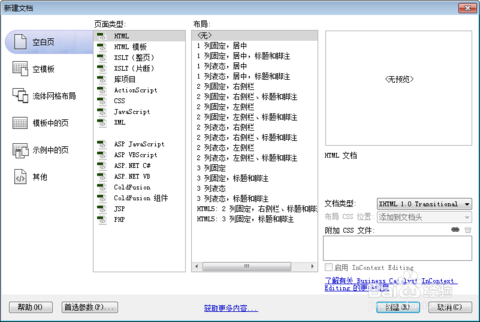 新建文档
空白页
空模板
流体网格布局
模板中的页
示例中的页
其他
页面类型:
HTML
HTML 模板
XSLT（整页）
XSLT（片断）
库项目
ActionScript
CSS
JavaScript
XML
ASP JavaScript
ASP VBScript
ASP.NET C#
ASP.NET VB
ColdFusion
ColdFusion 组件
JSP
PHP
布局:
<无>
1 列固定,居中
1 列固定,居中,标题和脚注
1 列液态,居中
1 列液态,居中,标题和脚注
2 列固定,右侧栏
2 列固定,右侧栏、标题和脚注
2 列固定,左侧栏
2 列固定,左侧栏、标题和脚注
2 列液态,右侧栏
2 列液态,右侧栏、标题和脚注
2 列液态,左侧栏
2 列液态,左侧栏、标题和脚注
3 列固定
3 列固定,标题和脚注
3 列液态
3 列液态,标题和脚注
HTML5: 2 列固定,右侧栏、标题和脚
HTML5: 3 列固定,标题和脚注
<无预览>
HTML 文档
文档类型:
XHTML 1.0 Transitional
布局 CSS 位置:
添加到文档头
附加 CSS 文件:
启用 InContext Editing
了解有关 Business Catalyst InContext
Editing 的更
帮助(H)
首选参数(P)...
获取更多内容...
创建(R)
取消(C)